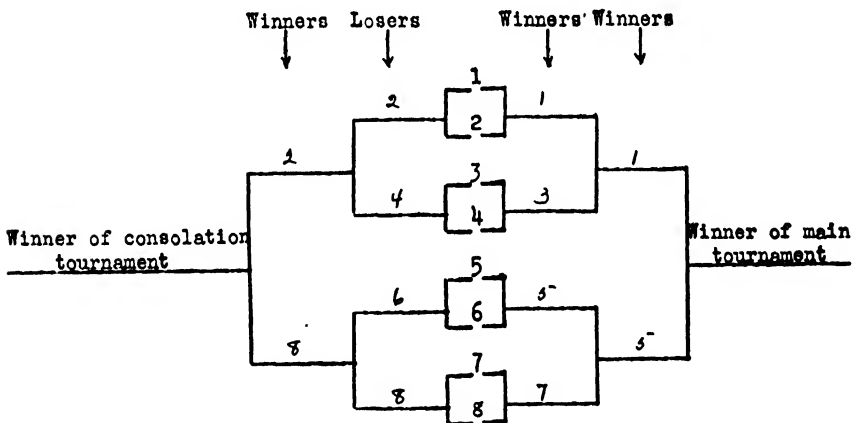 Winners Losers Winners' Winners
1
2 2 1
2 1
3
4 4 3
Winner of consolation Winner of main
tournament tournament
5
6 6 5
8 5
7
8 8 7